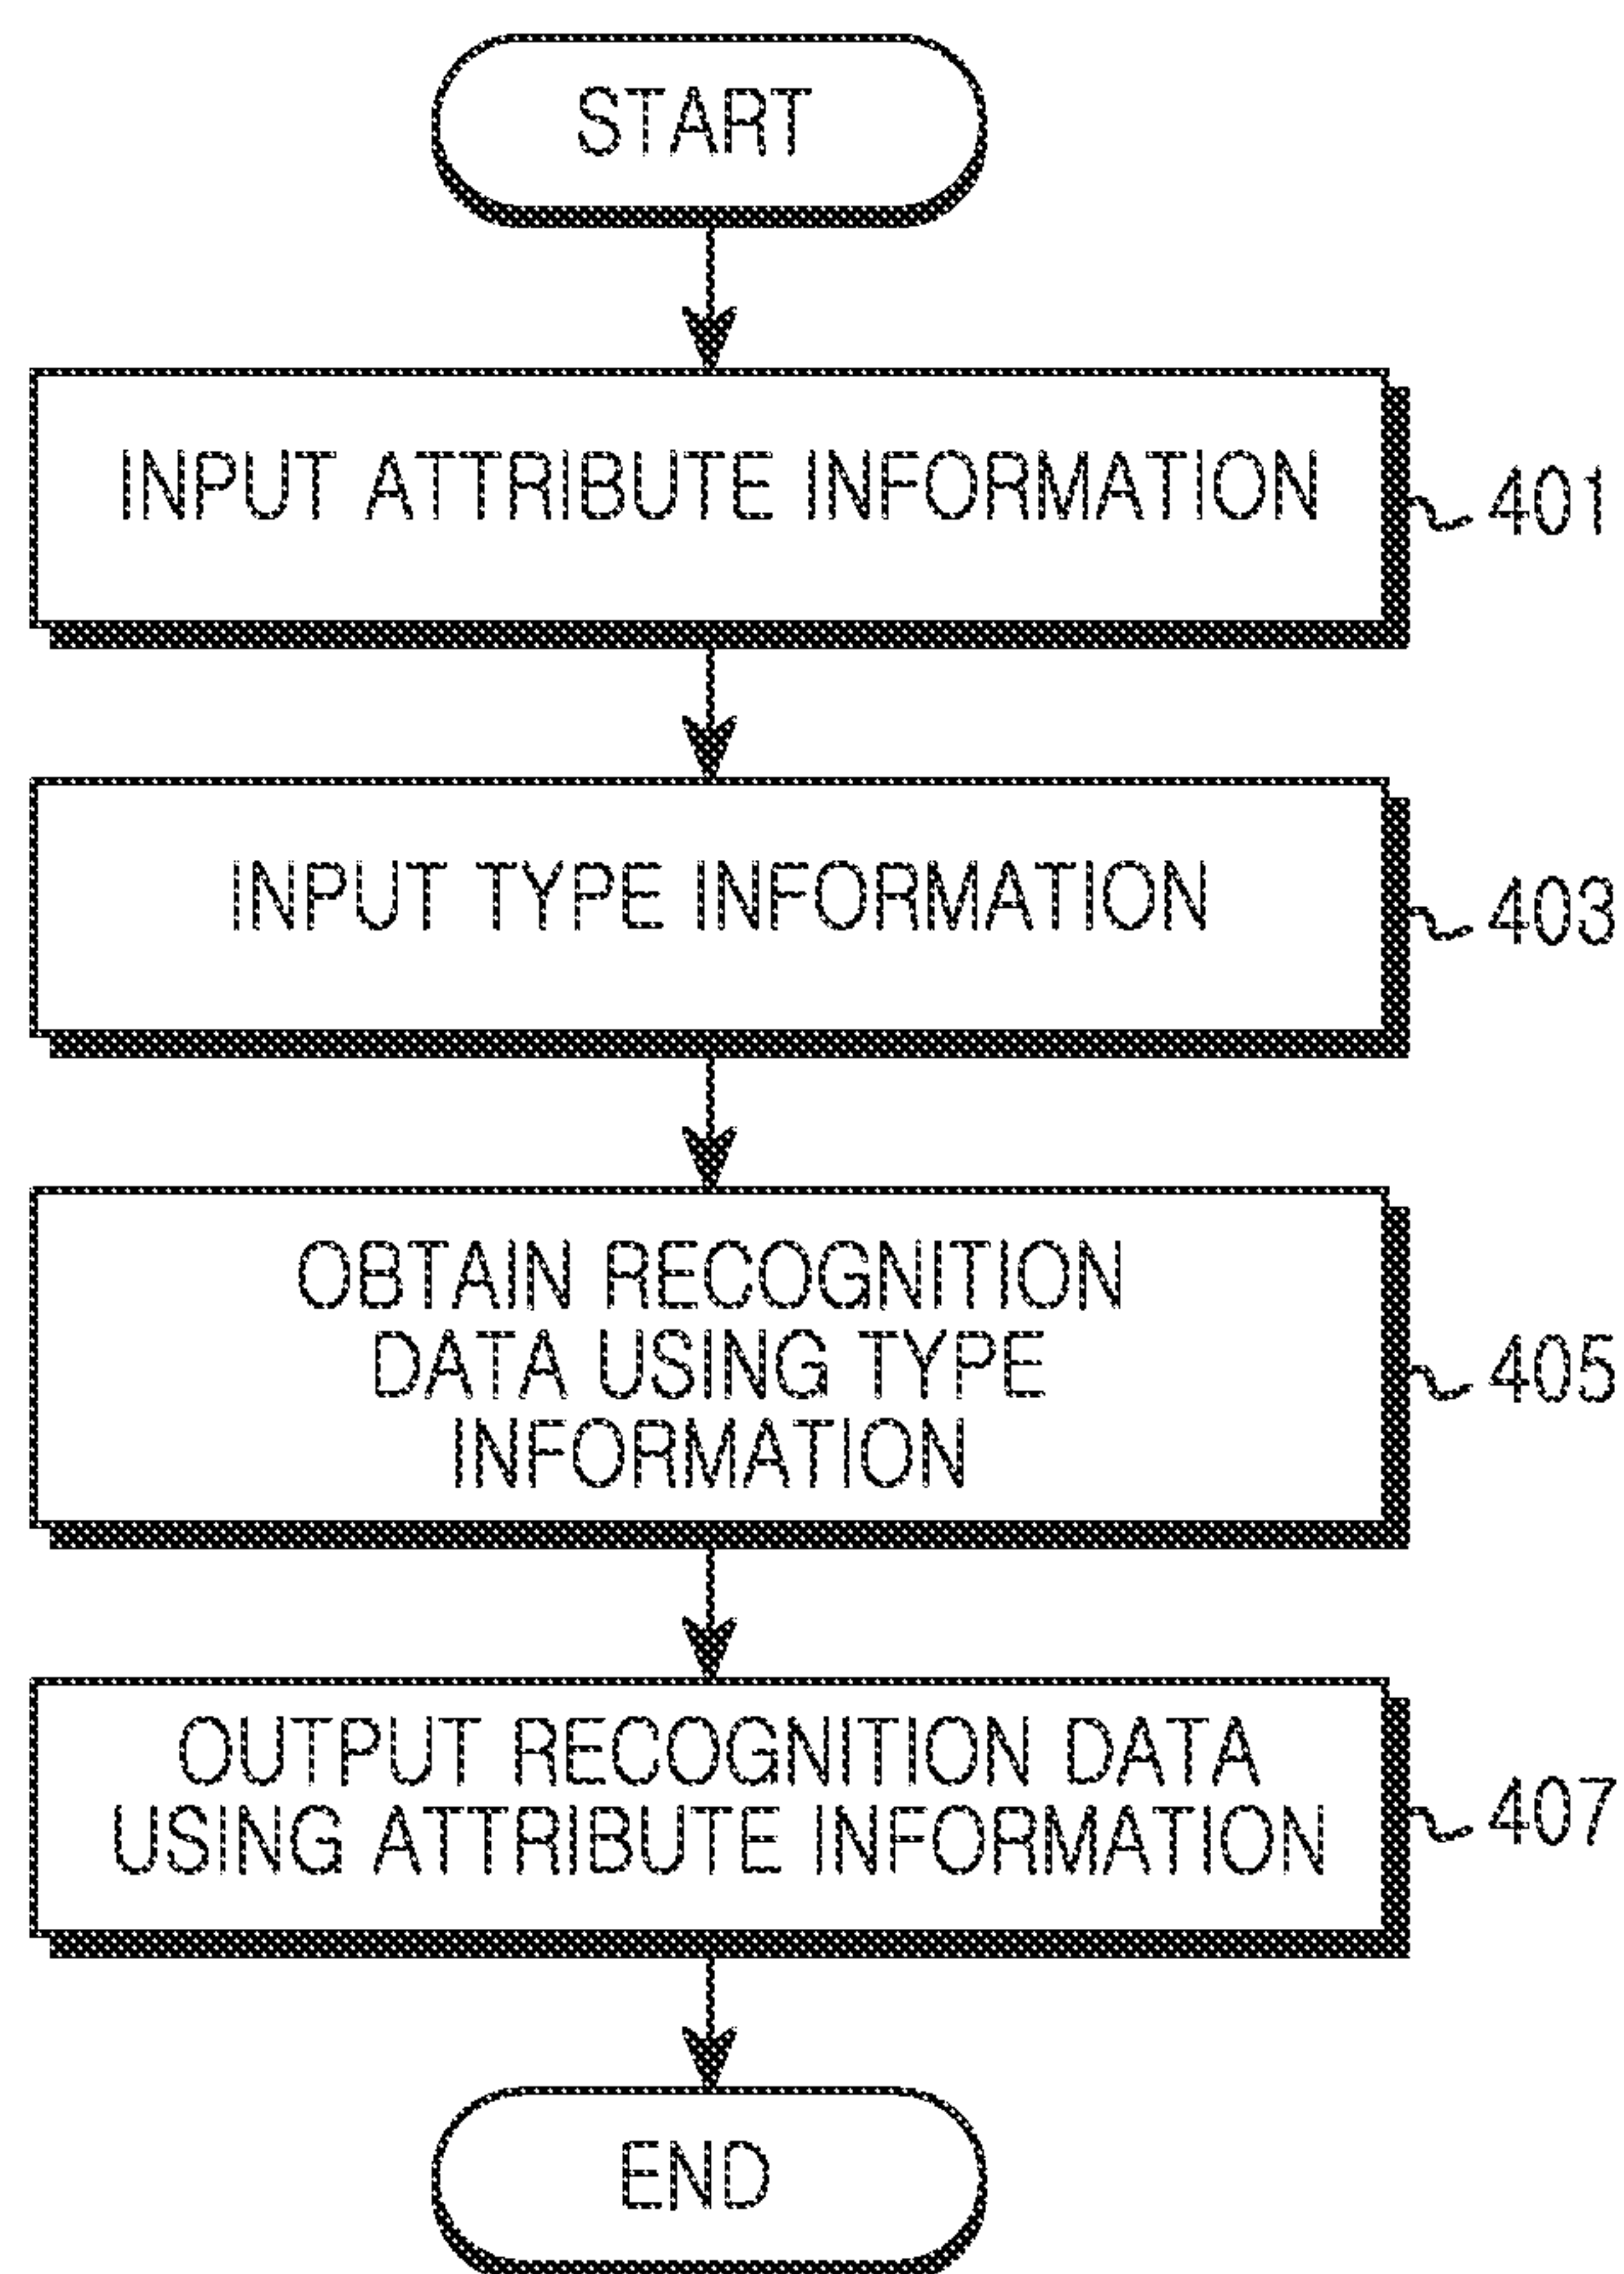 START
INPUT ATTRIBUTE INFORMATION
401
INPUT TYPE INFORMATION
403
OBTAIN RECOGNITION
DATA USING TYPE
INFORMATION
405
OUTPUT RECOGNITION DATA
USING ATTRIBUTE INFORMATION
407
END